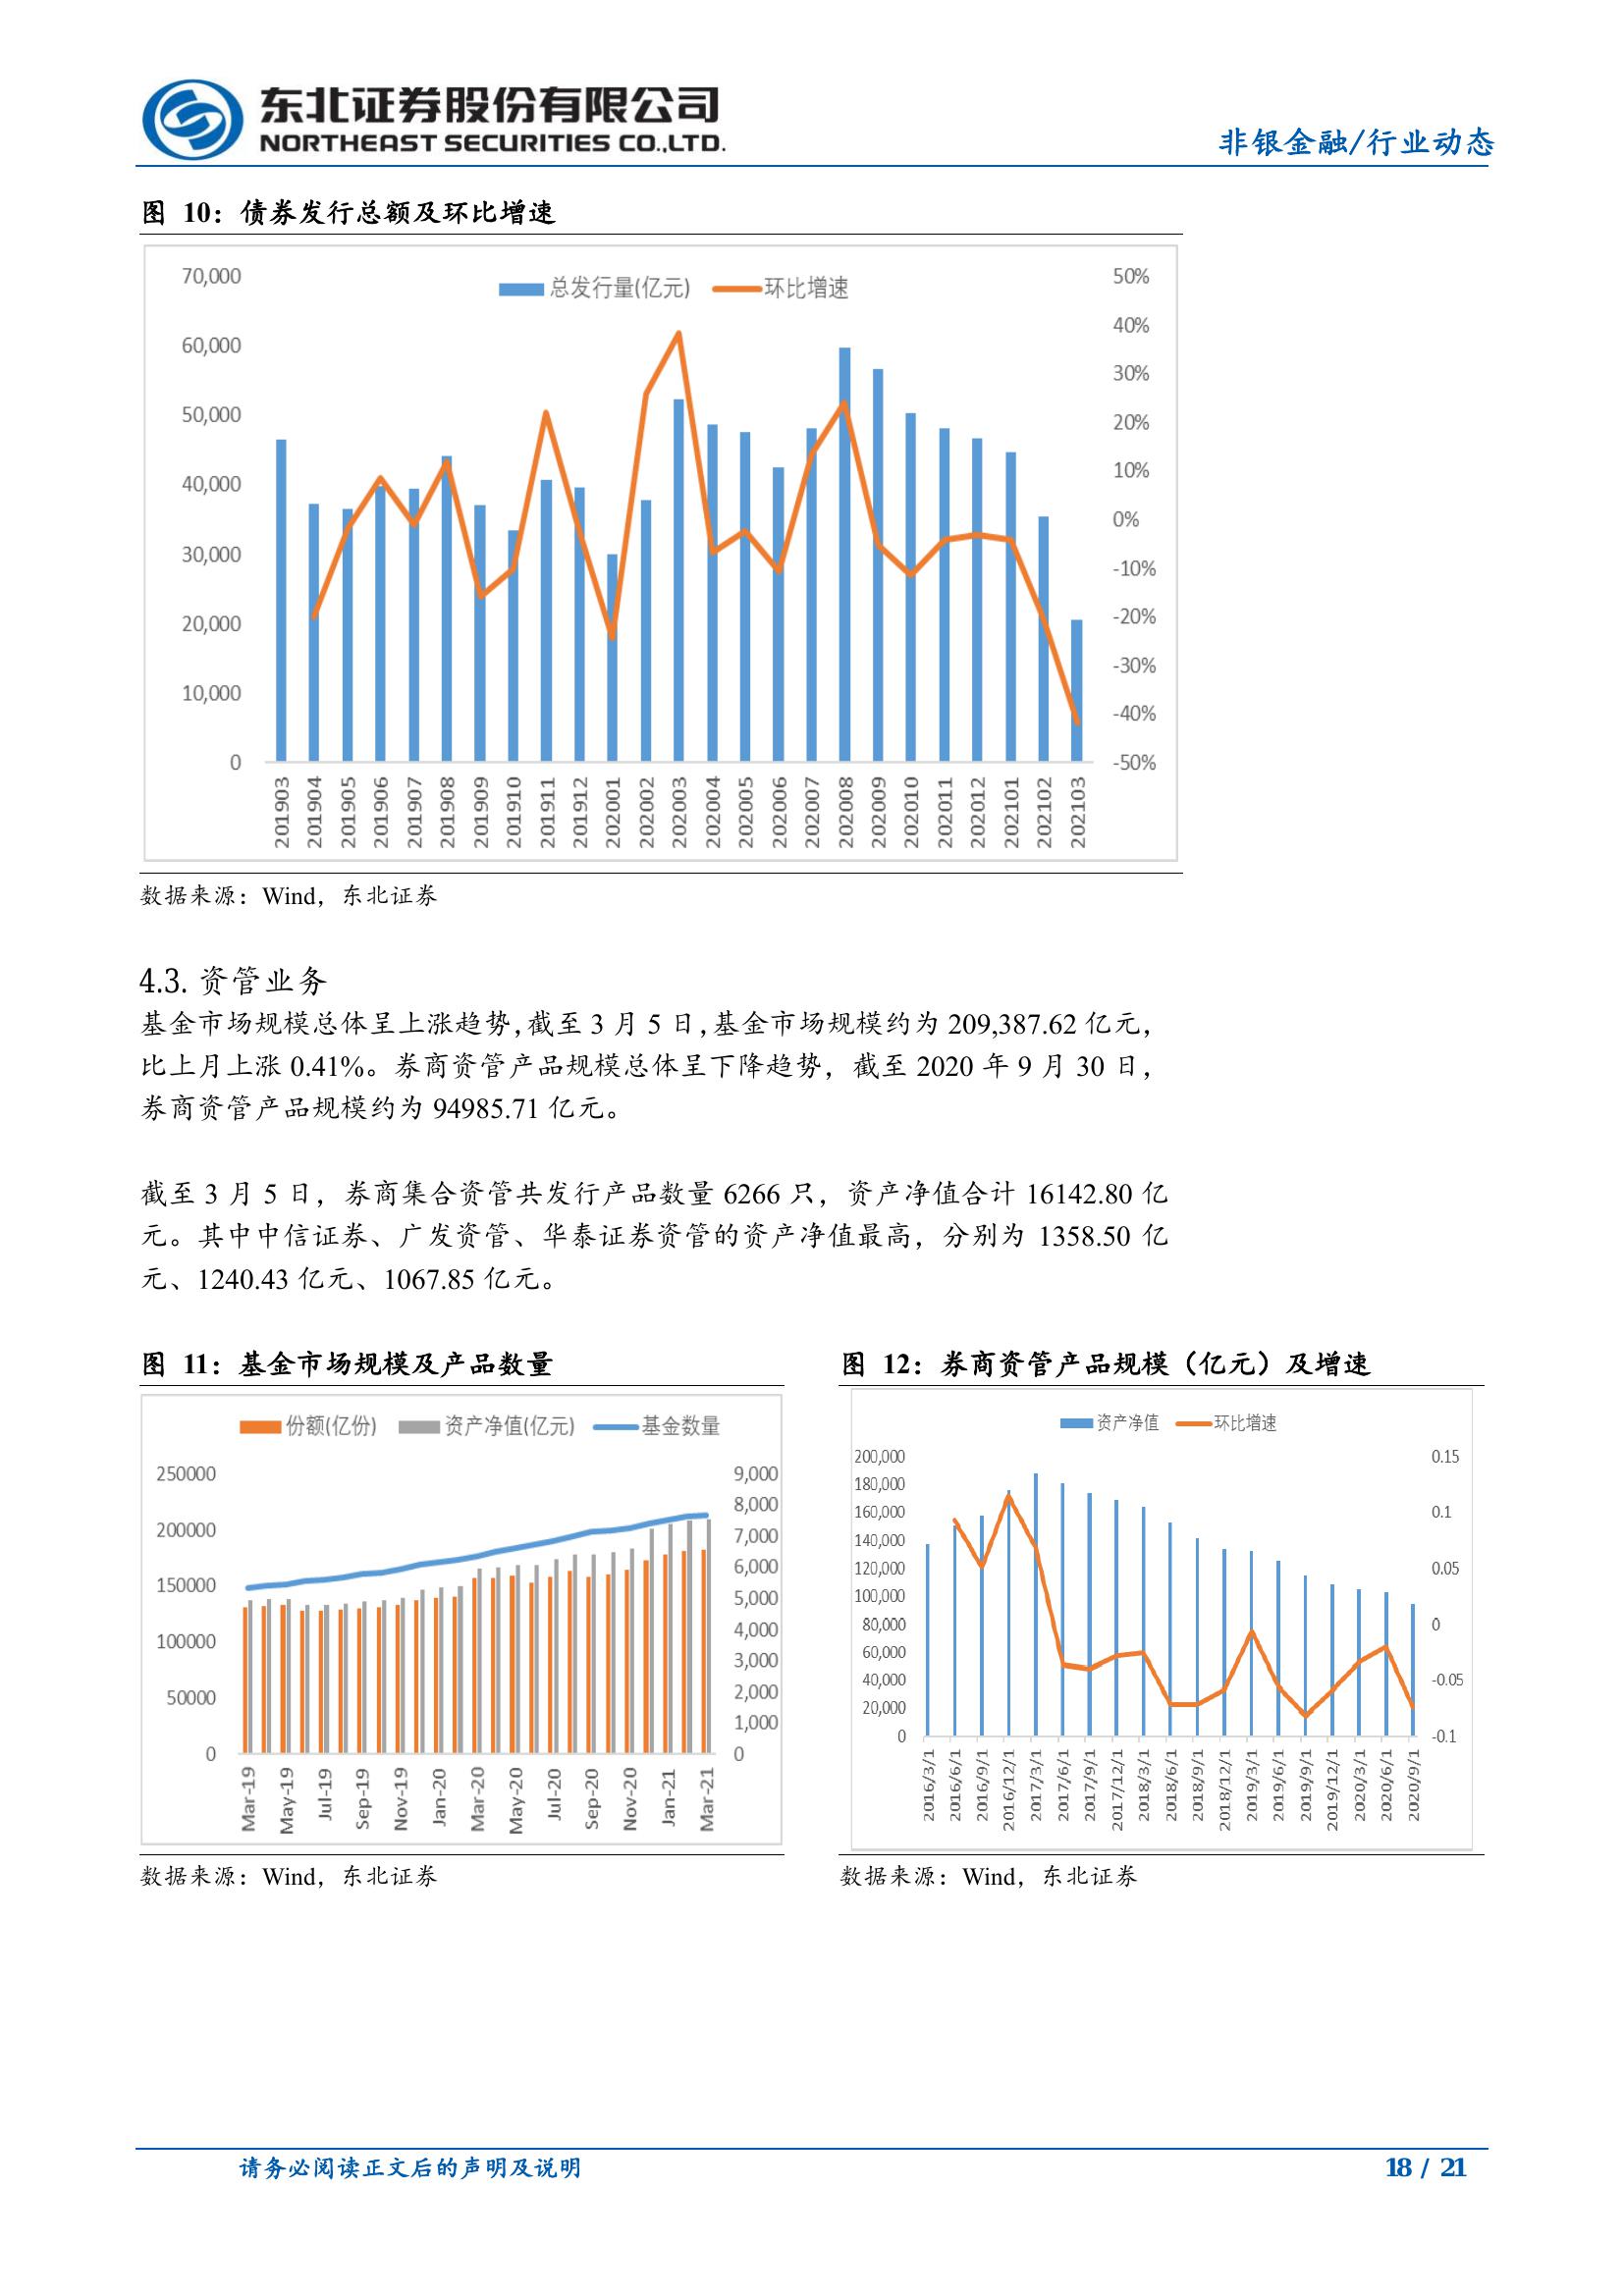 东北证券股份有限公司
NORTHEAST SECURITIES CO.,LTD.
非银金融/行业动态
图 10：债券发行总额及环比增速
总发行量(亿元) 环比增速
70,000
60,000
50,000
40,000
30,000
20,000
10,000
0
50%
40%
30%
20%
10%
0%
-10%
-20%
-30%
-40%
-50%
201903 201904 201905 201906 201907 201908 201909 201910 201911 201912 202001 202002 202003 202004 202005 202006 202007 202008 202009 202010 202011 202012 202101 202102 202103
数据来源：Wind，东北证券
4.3. 资管业务
基金市场规模总体呈上涨趋势，截至 3 月 5 日，基金市场规模约为 209,387.62 亿元，
比上月上涨 0.41%。券商资管产品规模总体呈下降趋势，截至 2020 年 9 月 30 日，
券商资管产品规模约为 94985.71 亿元。
截至 3 月 5 日，券商集合资管共发行产品数量 6266 只，资产净值合计 16142.80 亿
元。其中中信证券、广发资管、华泰证券资管的资产净值最高，分别为 1358.50 亿
元、1240.43 亿元、1067.85 亿元。
图 11：基金市场规模及产品数量
份额(亿份) 资产净值(亿元) 基金数量
250000
200000
150000
100000
50000
0
9,000
8,000
7,000
6,000
5,000
4,000
3,000
2,000
1,000
0
Mar-19 May-19 Jul-19 Sep-19 Nov-19 Jan-20 Mar-20 May-20 Jul-20 Sep-20 Nov-20 Jan-21 Mar-21
数据来源：Wind，东北证券
图 12：券商资管产品规模（亿元）及增速
资产净值 环比增速
200,000
180,000
160,000
140,000
120,000
100,000
80,000
60,000
40,000
20,000
0
0.15
0.1
0.05
0
-0.05
-0.1
2016/3/1 2016/6/1 2016/9/1 2016/12/1 2017/3/1 2017/6/1 2017/9/1 2017/12/1 2018/3/1 2018/6/1 2018/9/1 2018/12/1 2019/3/1 2019/6/1 2019/9/1 2019/12/1 2020/3/1 2020/6/1 2020/9/1
数据来源：Wind，东北证券
请务必阅读正文后的声明及说明
18 / 21